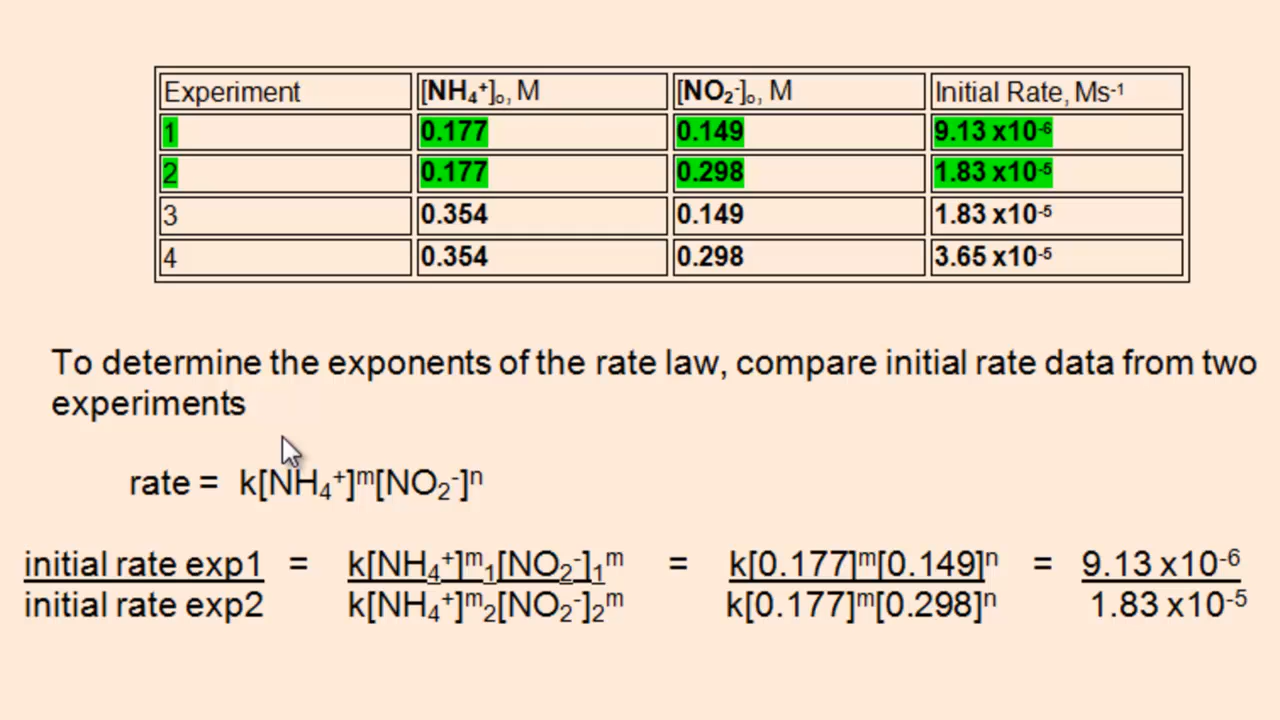 Experiment [NH₄⁺]ₒ, M [NO₂⁻]ₒ, M Initial Rate, Ms⁻¹
1 0.177 0.149 9.13 x10⁻⁶
2 0.177 0.298 1.83 x10⁻⁵
3 0.354 0.149 1.83 x10⁻⁵
4 0.354 0.298 3.65 x10⁻⁵
To determine the exponents of the rate law, compare initial rate data from two
experiments
rate = k[NH₄⁺]ᵐ[NO₂⁻]ⁿ
initial rate exp1 = k[NH₄⁺]ᵐ₁[NO₂⁻]₁ᵐ = k[0.177]ᵐ[0.149]ⁿ = 9.13 x10⁻⁶
initial rate exp2 k[NH₄⁺]ᵐ₂[NO₂⁻]₂ᵐ k[0.177]ᵐ[0.298]ⁿ 1.83 x10⁻⁵